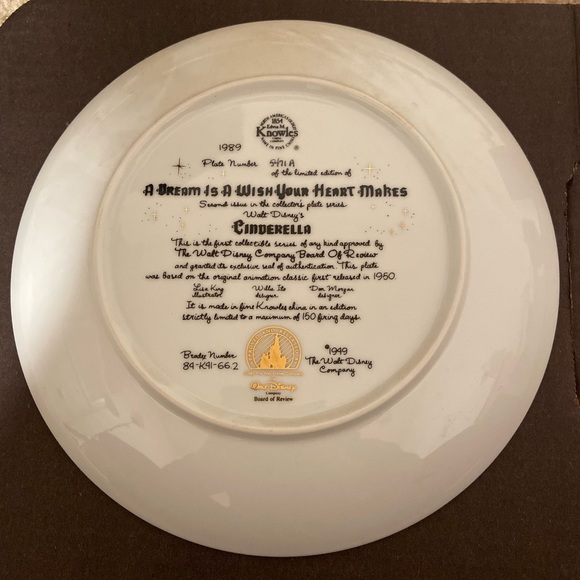 1854
Edwin M.
Knowles
®
1989
Plate Number 5471A
of the limited edition of
A Dream Is A Wish Your Heart Makes
Second issue in the collector's plate series
Walt Disney's
Cinderella
This is the first collectible series of any kind approved by
The Walt Disney Company Board Of Review
and granted its exclusive seal of authentication. This plate
was based on the original animation classic first released in 1950.
Lisa King Willie Ito Don Morgan
illustrator designer designer
It is made in fine Knowles china in an edition
strictly limited to a maximum of 150 firing days.
Bradex Number
84-K41-66.2
©1949
The Walt Disney
Company
Walt Disney
Company
Board of Review